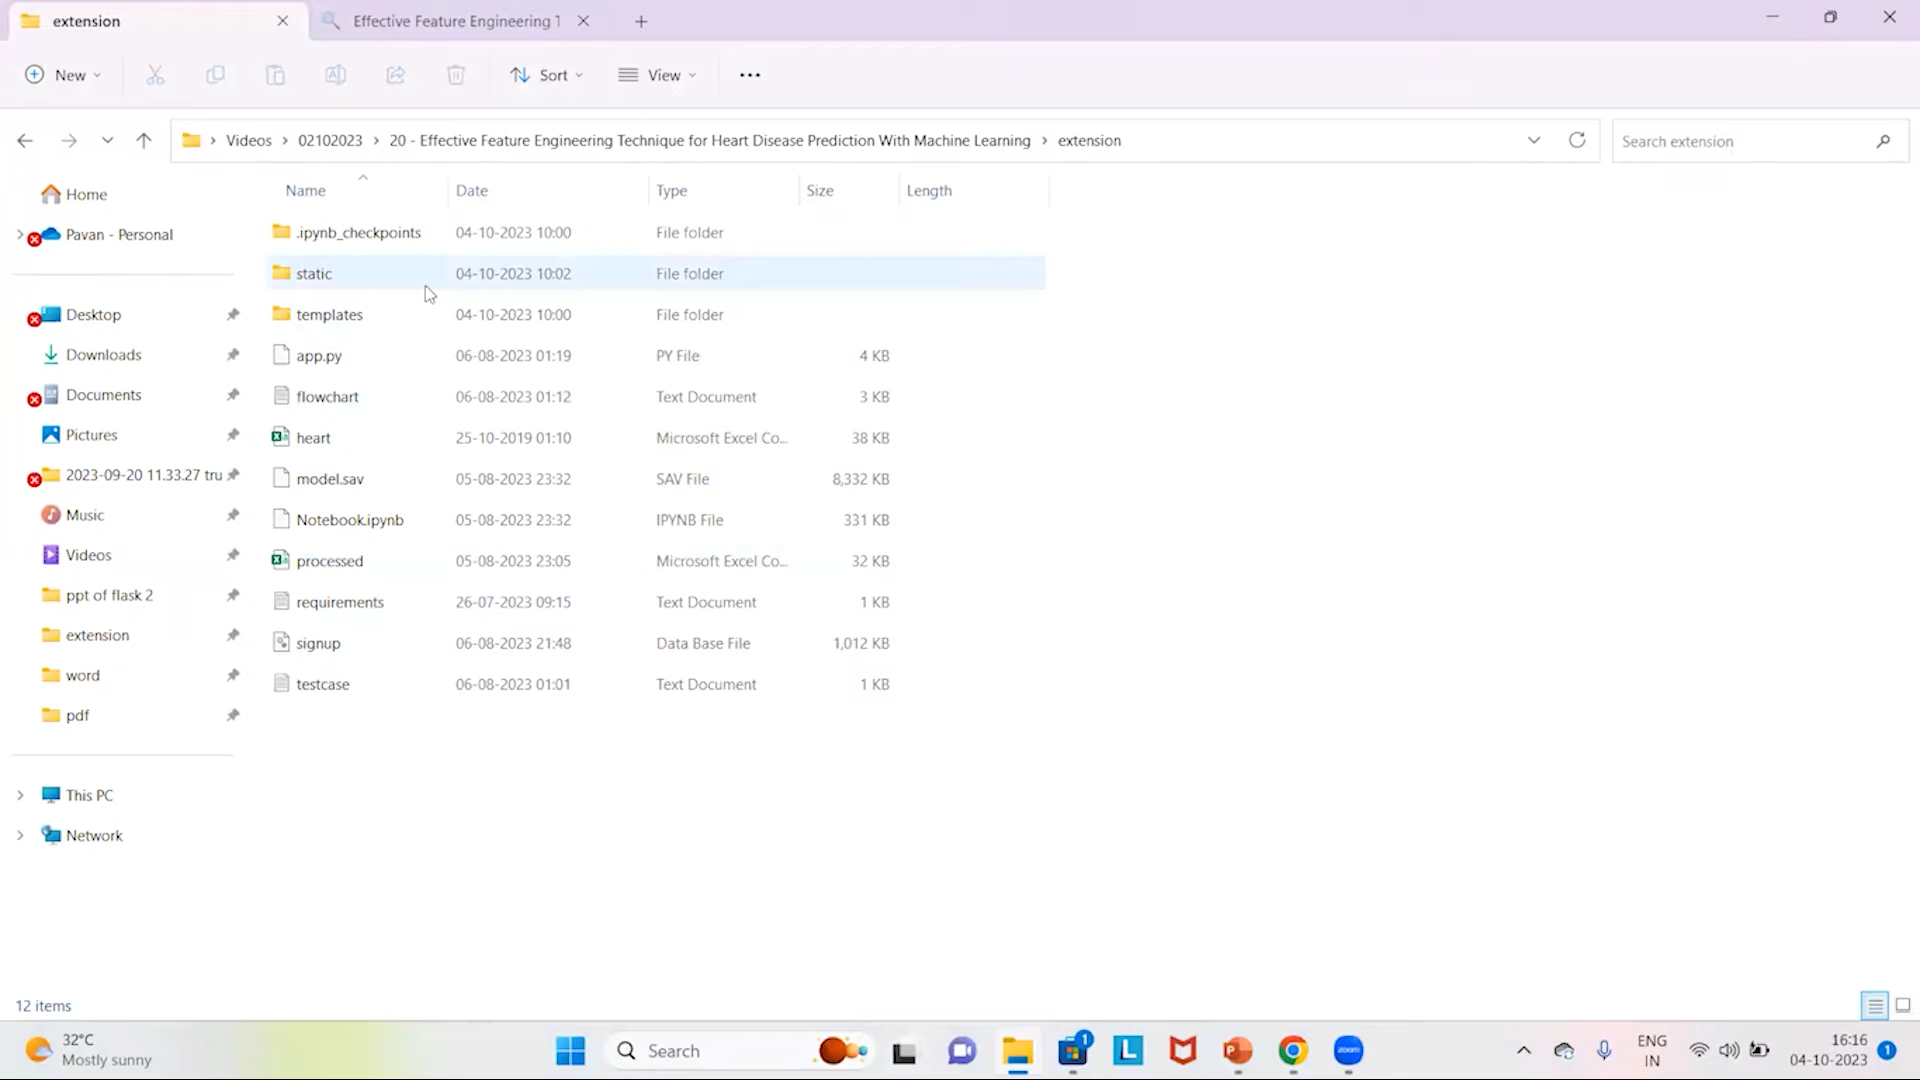 extension
Effective Feature Engineering T
New
Sort
View
Videos > 02102023 > 20 - Effective Feature Engineering Technique for Heart Disease Prediction With Machine Learning > extension
Search extension
Name Date Type Size Length
Home
Pavan - Personal
Desktop
Downloads
Documents
Pictures
2023-09-20 11.33.27 tru
Music
Videos
ppt of flask 2
extension
word
pdf
This PC
Network
.ipynb_checkpoints 04-10-2023 10:00 File folder
static 04-10-2023 10:02 File folder
templates 04-10-2023 10:00 File folder
app.py 06-08-2023 01:19 PY File 4 KB
flowchart 06-08-2023 01:12 Text Document 3 KB
heart 25-10-2019 01:10 Microsoft Excel Co... 38 KB
model.sav 05-08-2023 23:32 SAV File 8,332 KB
Notebook.ipynb 05-08-2023 23:32 IPYNB File 331 KB
processed 05-08-2023 23:05 Microsoft Excel Co... 32 KB
requirements 26-07-2023 09:15 Text Document 1 KB
signup 06-08-2023 21:48 Data Base File 1,012 KB
testcase 06-08-2023 01:01 Text Document 1 KB
12 items
32°C
Mostly sunny
Search
1
L
zoom
ENG
IN
16:16
04-10-2023
1